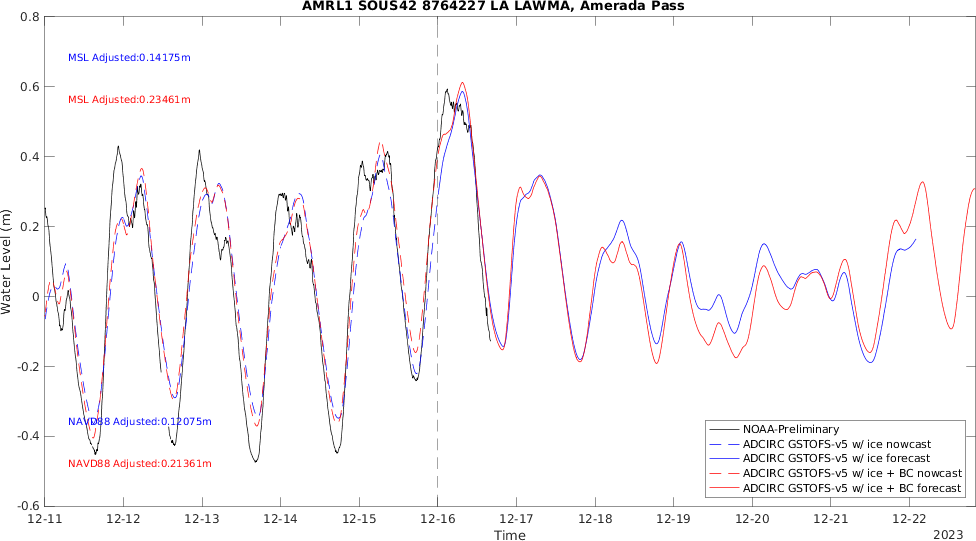 AMRL1 SOUS42 8764227 LA LAWMA, Amerada Pass
Water Level (m)
0.8
0.6
0.4
0.2
0
-0.2
-0.4
-0.6
MSL Adjusted:0.14175m
MSL Adjusted:0.23461m
NAVD88 Adjusted:0.12075m
NAVD88 Adjusted:0.21361m
NOAA-Preliminary
ADCIRC GSTOFS-v5 w/ ice nowcast
ADCIRC GSTOFS-v5 w/ ice forecast
ADCIRC GSTOFS-v5 w/ ice + BC nowcast
ADCIRC GSTOFS-v5 w/ ice + BC forecast
12-11 12-12 12-13 12-14 12-15 12-16 12-17 12-18 12-19 12-20 12-21 12-22
Time
2023